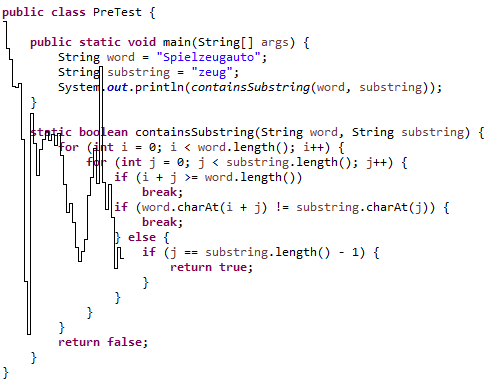 public class PreTest {
public static void main(String[] args) {
String word = "Spielzeugauto";
String substring = "zeug";
System.out.println(containsSubstring(word, substring));
}
static boolean containsSubstring(String word, String substring) {
for (int i = 0; i < word.length(); i++) {
for (int j = 0; j < substring.length(); j++) {
if (i + j >= word.length())
break;
if (word.charAt(i + j) != substring.charAt(j)) {
break;
} else {
if (j == substring.length() - 1) {
return true;
}
}
}
}
return false;
}
}